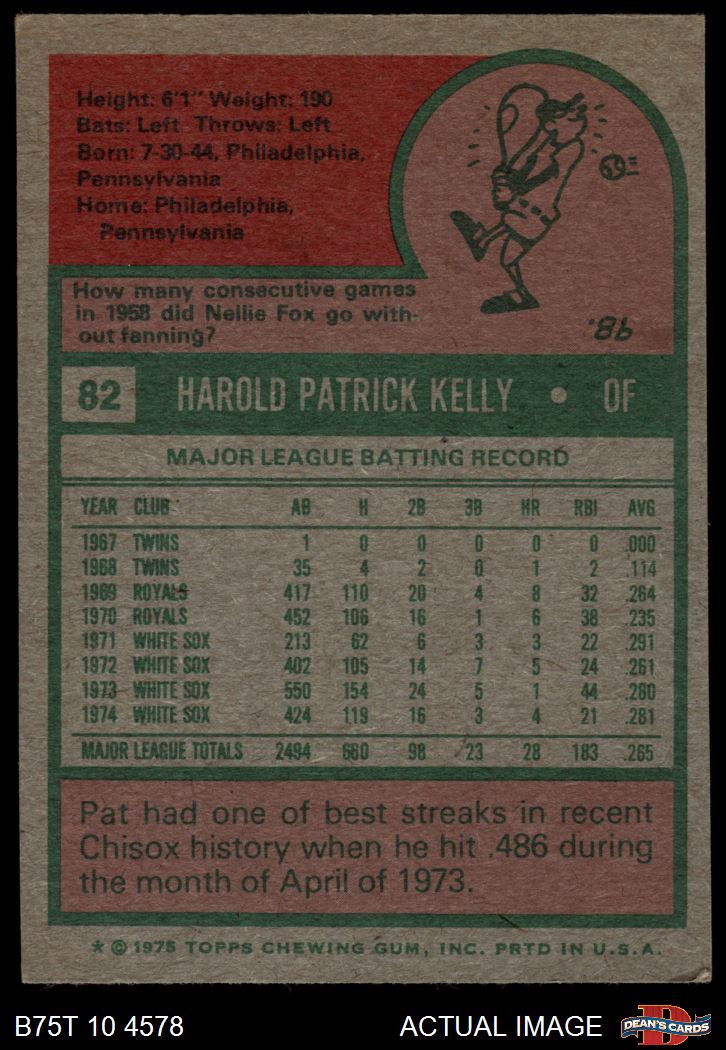 Height: 6'1" Weight: 190
Bats: Left Throws: Left
Born: 7-30-44, Philadelphia,
Pennsylvania
Home: Philadelphia,
Pennsylvania
How many consecutive games
in 1958 did Nellie Fox go with-
out fanning?
98.
82 HAROLD PATRICK KELLY • OF
MAJOR LEAGUE BATTING RECORD
YEAR CLUB AB H 2B 3B HR RBI AVG
1967 TWINS 1 0 0 0 0 0 .000
1968 TWINS 35 4 2 0 1 2 .114
1969 ROYALS 417 110 20 4 8 32 .264
1970 ROYALS 452 106 16 1 6 38 .235
1971 WHITE SOX 213 62 6 3 3 22 .291
1972 WHITE SOX 402 105 14 7 5 24 .261
1973 WHITE SOX 550 154 24 5 1 44 .280
1974 WHITE SOX 424 119 16 3 4 21 .281
MAJOR LEAGUE TOTALS 2494 660 98 23 28 183 .265
Pat had one of best streaks in recent
Chisox history when he hit .486 during
the month of April of 1973.
* © 1975 TOPPS CHEWING GUM, INC. PRTD IN U.S.A.
B75T 10 4578 ACTUAL IMAGE
DEAN'S CARDS